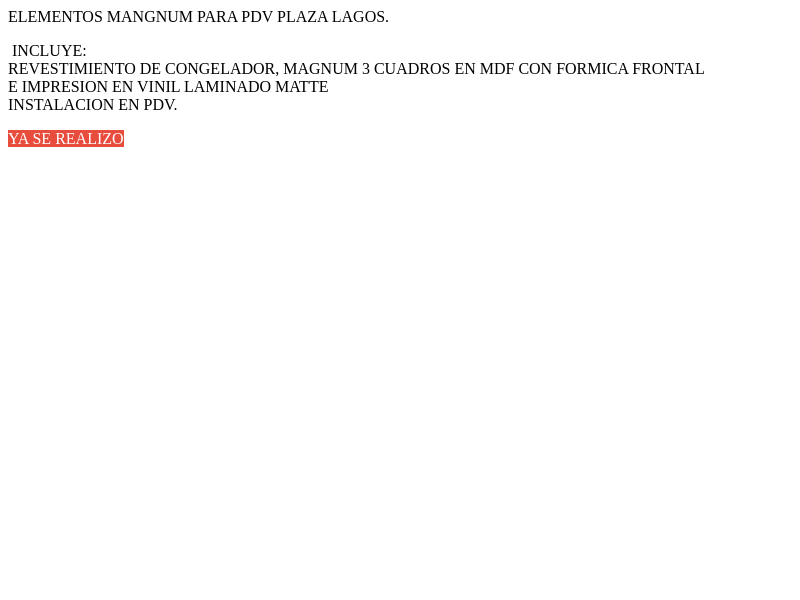 ELEMENTOS MANGNUM PARA PDV PLAZA LAGOS.
INCLUYE:
REVESTIMIENTO DE CONGELADOR, MAGNUM 3 CUADROS EN MDF CON FORMICA FRONTAL
E IMPRESION EN VINIL LAMINADO MATTE
INSTALACION EN PDV.
YA SE REALIZO